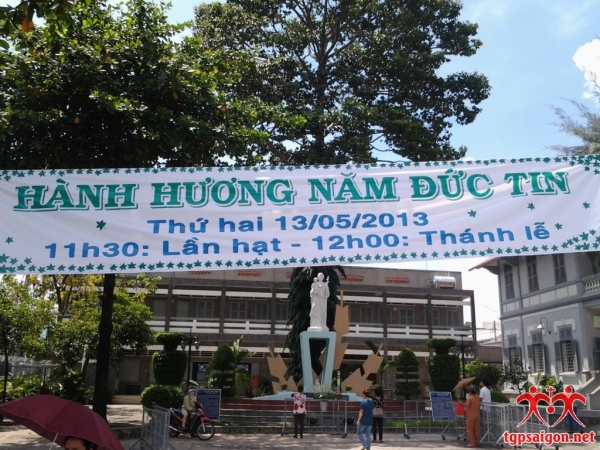 HÀNH HƯƠNG NĂM ĐỨC TIN
Thứ hai 13/05/2013
11h30: Lần hạt - 12h00: Thánh lễ
tgpsaigon.net